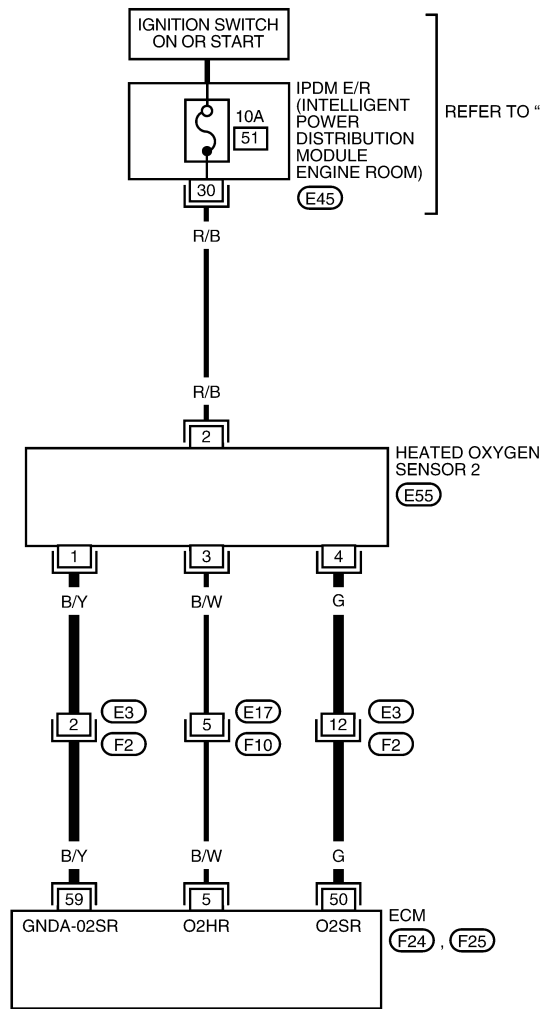 IGNITION SWITCH
ON OR START
IPDM E/R
(INTELLIGENT
POWER
DISTRIBUTION
MODULE
ENGINE ROOM)
REFER TO “
10A
51
30
E45
R/B
R/B
2
HEATED OXYGEN
SENSOR 2
E55
1
3
4
B/Y
B/W
G
2
E3
F2
5
E17
F10
12
E3
F2
B/Y
B/W
G
59
5
50
GNDA-02SR
O2HR
O2SR
ECM
F24 , F25